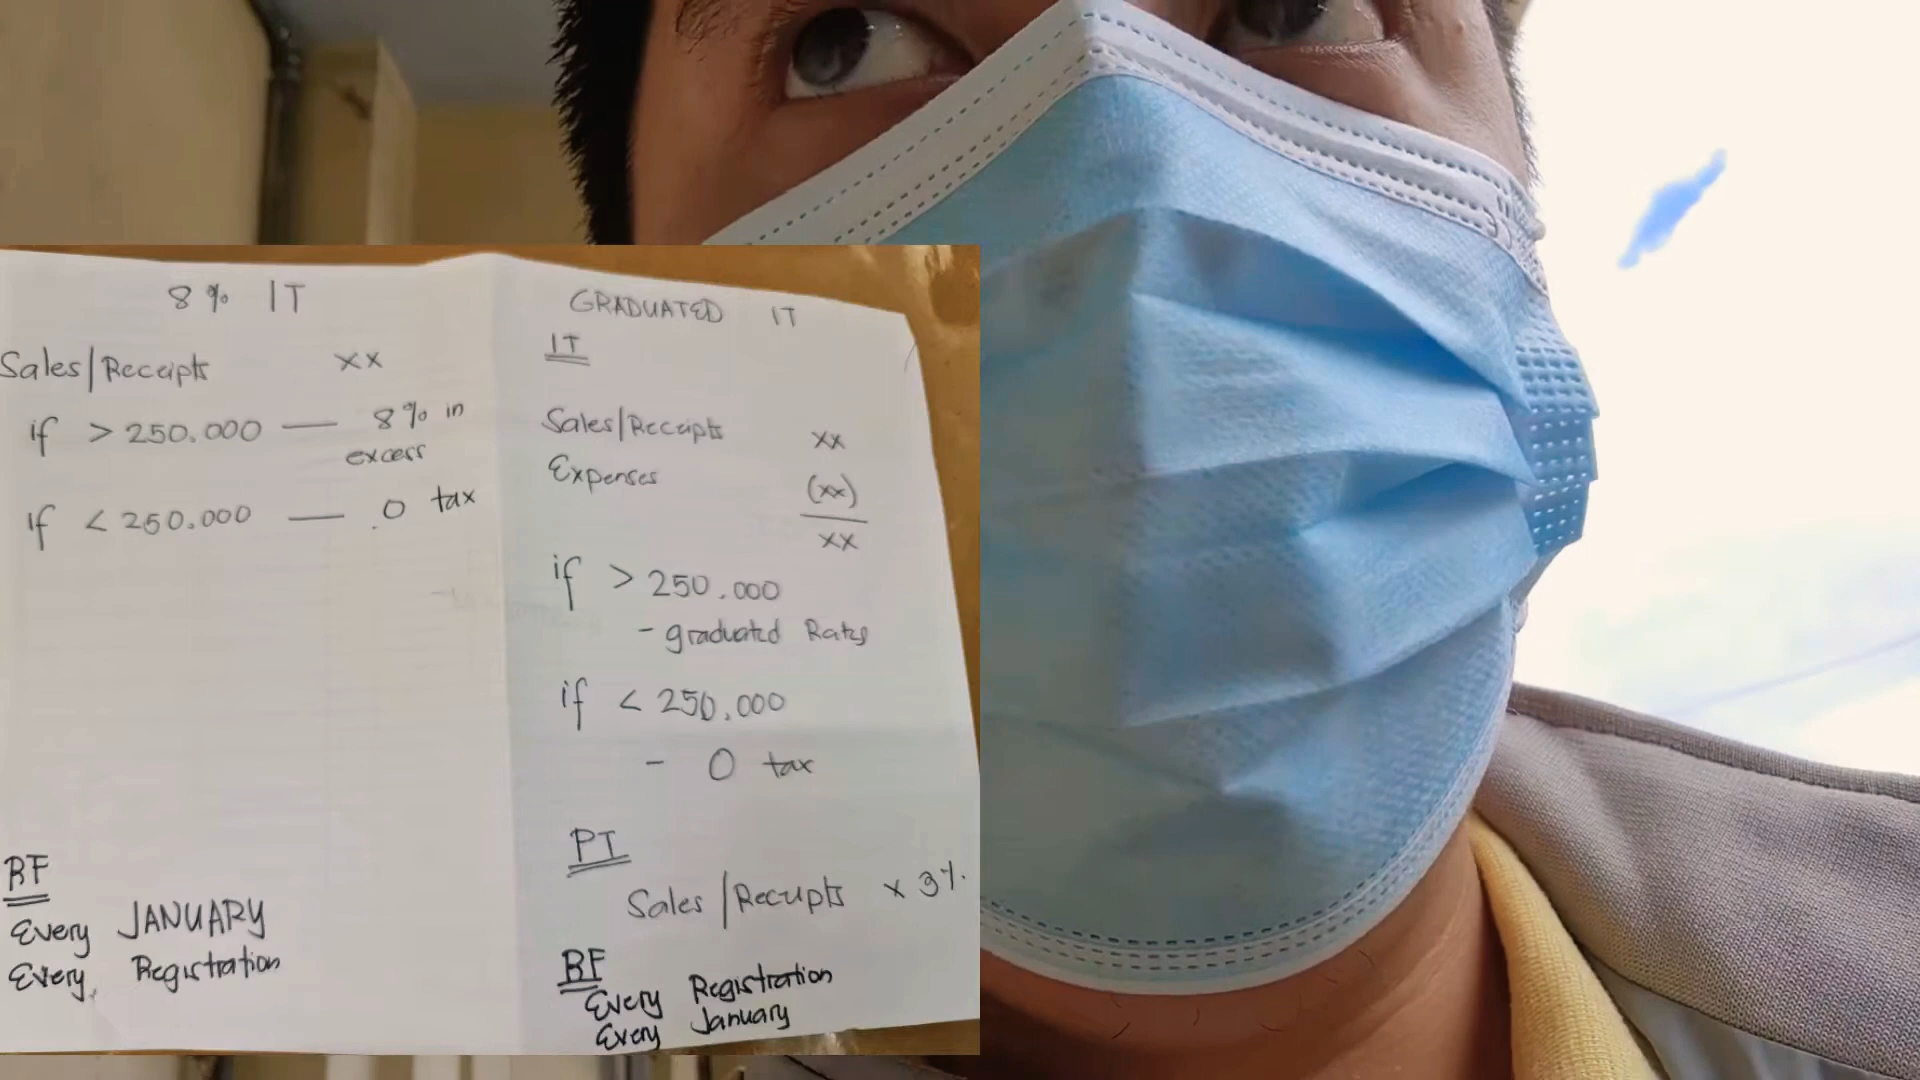 8% IT
Sales/Receipts xx
if > 250.000 — 8% in
excess
if < 250.000 — 0 tax
RF
Every JANUARY
Every Registration
GRADUATED IT
IT
Sales/Receipts xx
Expenses (xx)
xx
if > 250.000
- graduated Rates
if < 250.000
- 0 tax
PT
Sales/Receipts x 3%
RF
Every Registration
Every January